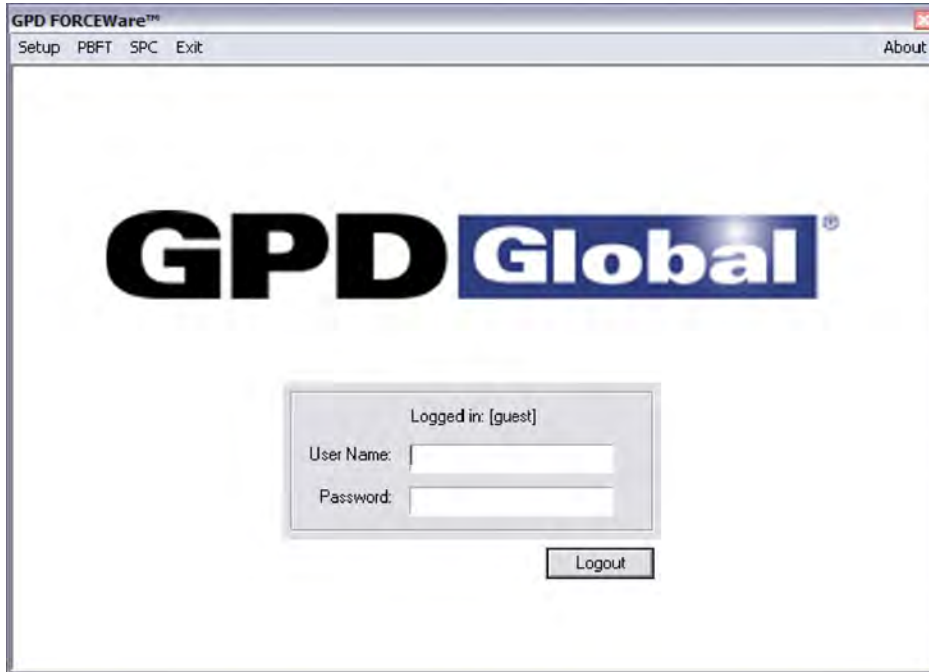 GPD FORCEWare™
Setup PBFT SPC Exit About
GPD Global®
Logged in: [guest]
User Name:
Password:
Logout